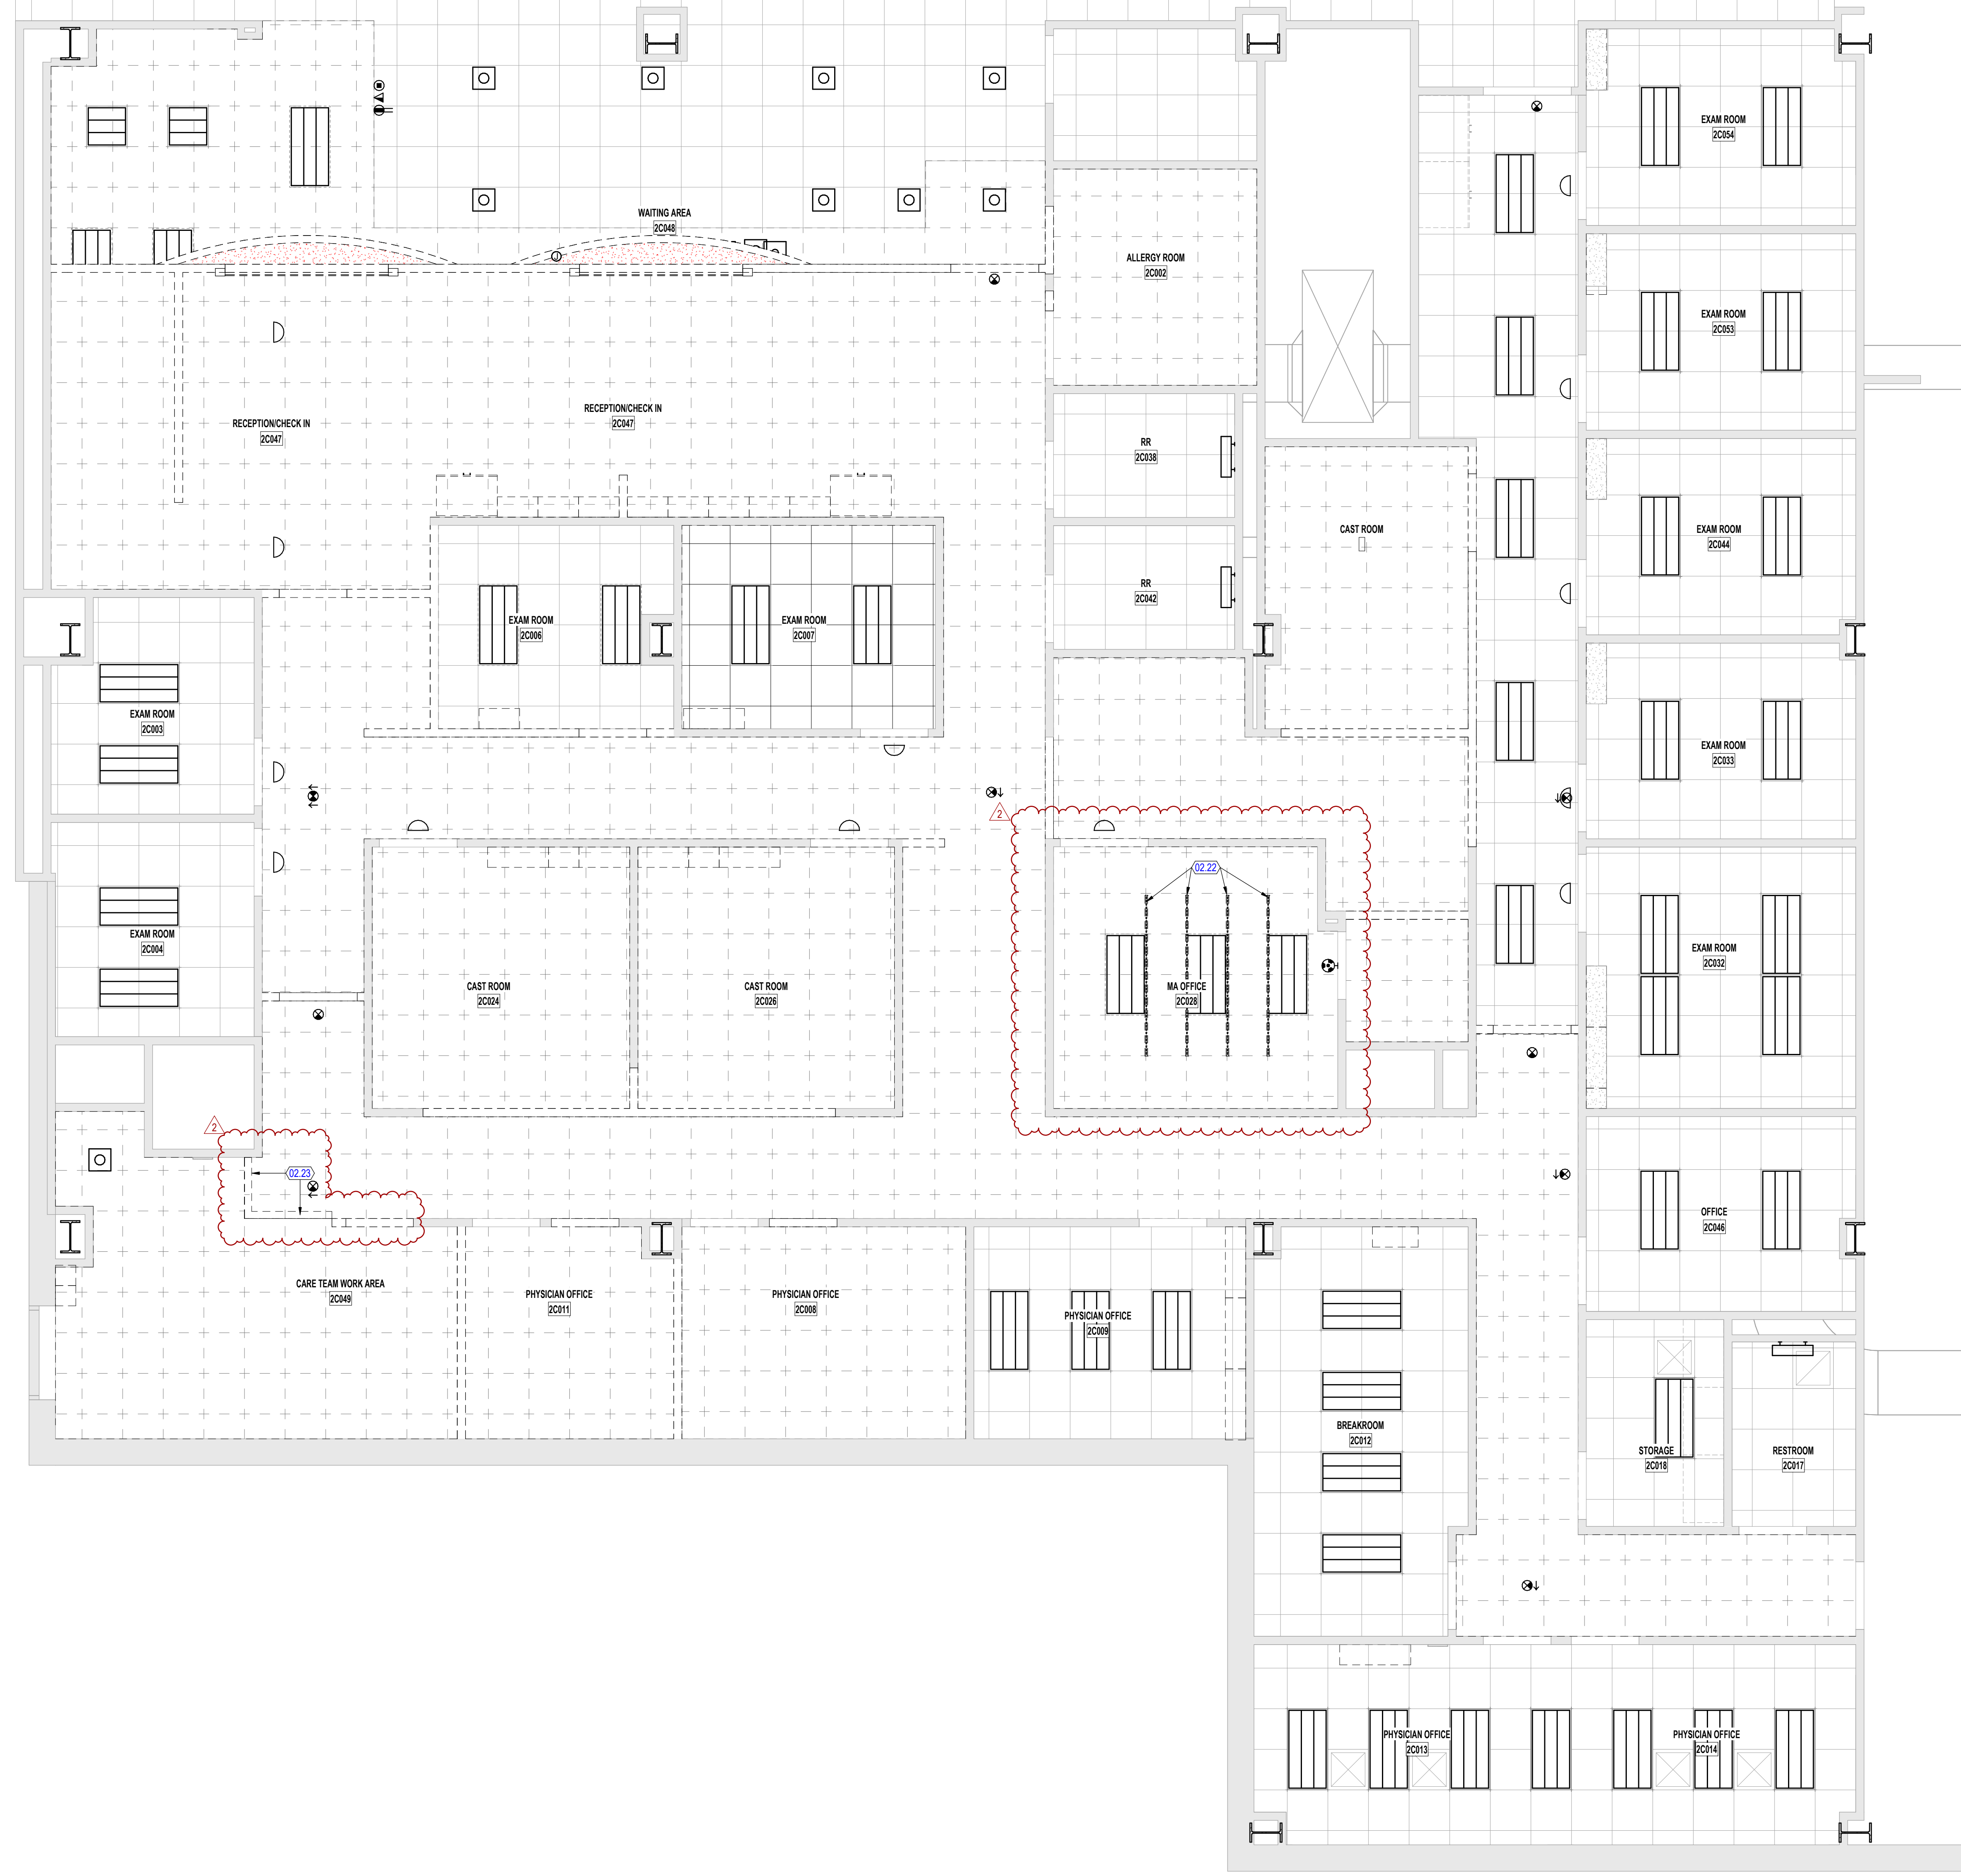 EXAM ROOM
2C054
WAITING AREA
2C048
ALLERGY ROOM
2C002
EXAM ROOM
2C053
RECEPTION/CHECK IN
2C047
RECEPTION/CHECK IN
2C047
RR
2C038
CAST ROOM
EXAM ROOM
2C044
RR
2C042
EXAM ROOM
2C006
EXAM ROOM
2C007
EXAM ROOM
2C003
EXAM ROOM
2C033
2
02.22
EXAM ROOM
2C004
CAST ROOM
2C024
CAST ROOM
2C026
MA OFFICE
2C028
EXAM ROOM
2C032
2
02.23
OFFICE
2C046
CARE TEAM WORK AREA
2C049
PHYSICIAN OFFICE
2C011
PHYSICIAN OFFICE
2C008
PHYSICIAN OFFICE
2C009
BREAKROOM
2C012
STORAGE
2C018
RESTROOM
2C017
PHYSICIAN OFFICE
2C013
PHYSICIAN OFFICE
2C014